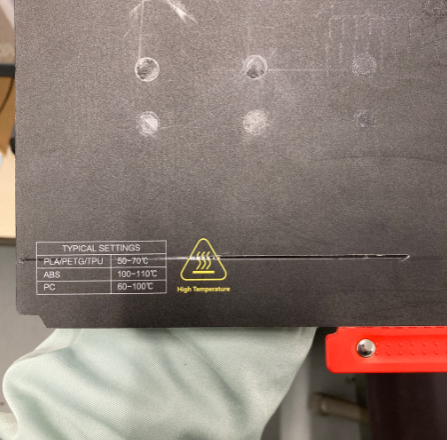 TYPICAL SETTINGS
PLA/PETG/TPU 50-70℃
ABS 100-110℃
PC 60-100℃
High Temperature